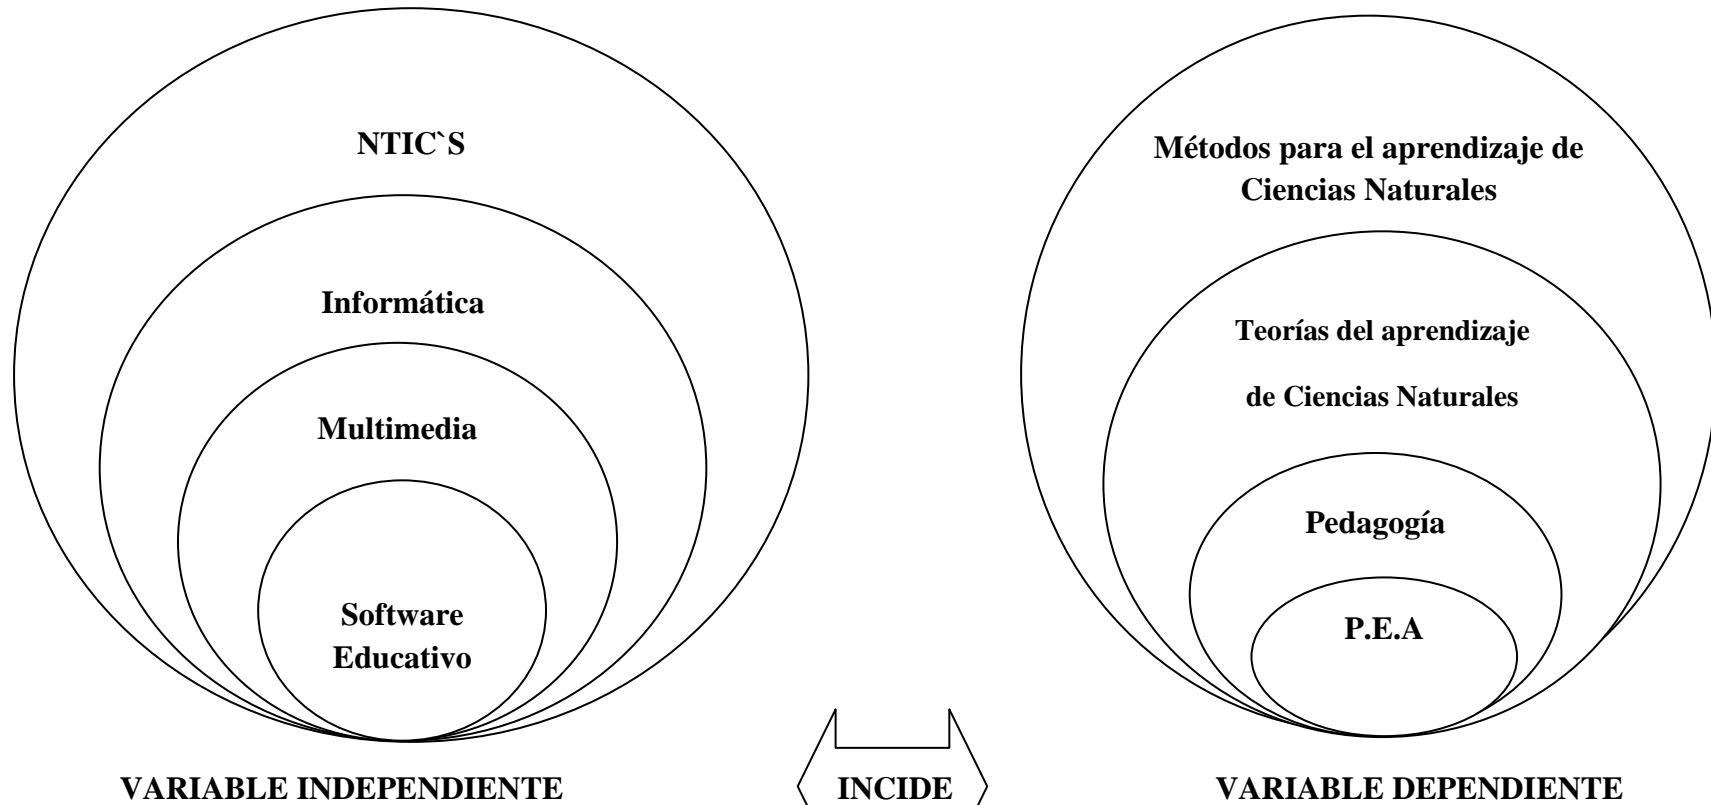 NTIC`S
Informática
Multimedia
Software
Educativo
Métodos para el aprendizaje de
Ciencias Naturales
Teorías del aprendizaje
de Ciencias Naturales
Pedagogía
P.E.A
VARIABLE INDEPENDIENTE
INCIDE
VARIABLE DEPENDIENTE